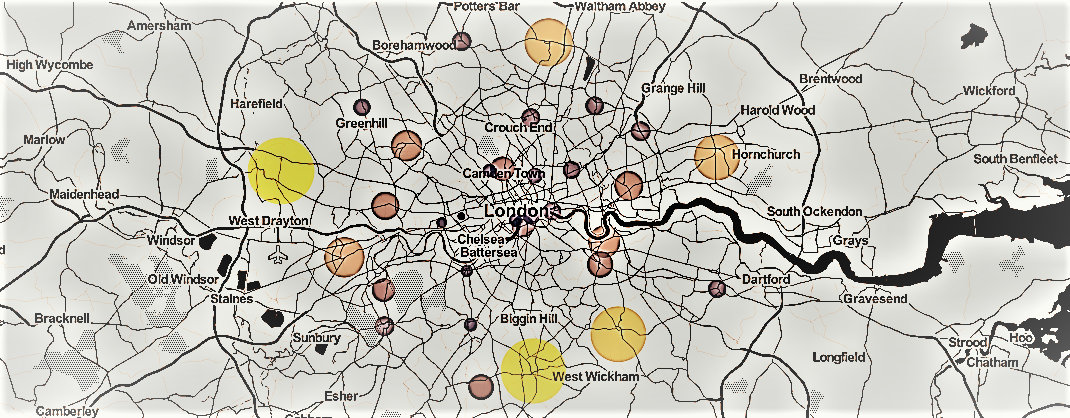 Potters Bar
Waltham Abbey
Amersham
Borehamwood
High Wycombe
Brentwood
Grange Hill
Wickford
Harefield
Harold Wood
Greenhill
Crouch End
Marlow
Hornchurch
South Benfleet
Camden Town
Maidenhead
London
South Ockendon
West Drayton
Windsor
Chelsea
Grays
Battersea
Old Windsor
Dartford
Staines
Gravesend
Bracknell
Biggin Hill
Sunbury
Strood
Hoo
Longfield
Chatham
West Wickham
Esher
Camberley